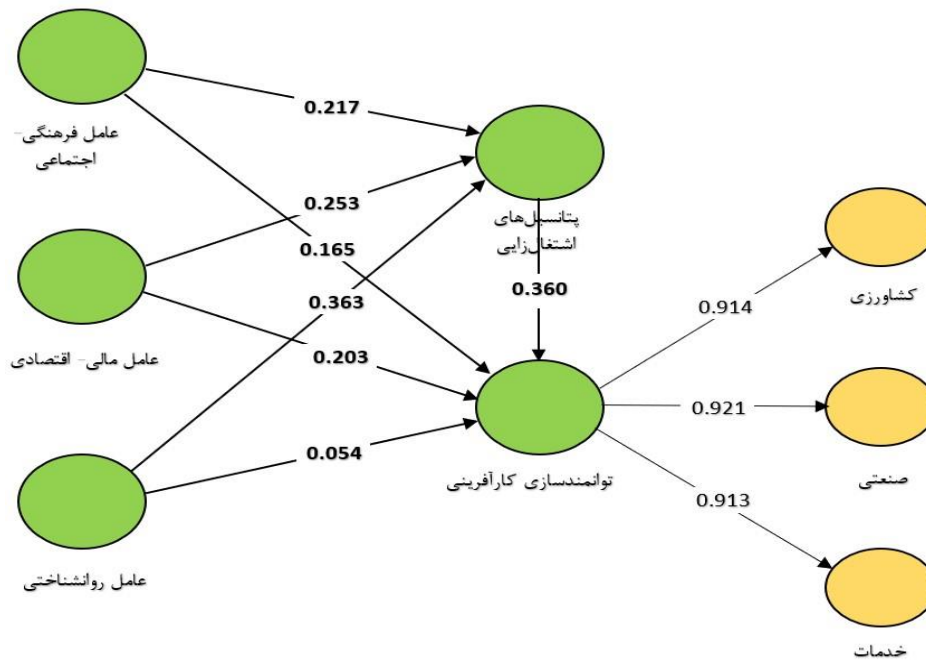 عامل فرهنگی-
اجتماعی
عامل مالی- اقتصادی
عامل روانشناختی
0.217
0.253
0.165
0.363
0.203
0.054
پتانسیل‌های
اشتغال‌زایی
0.360
توانمندسازی کارآفرینی
0.914
0.921
0.913
کشاورزی
صنعتی
خدمات